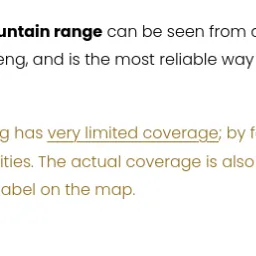 untain range can be seen from
eng, and is the most reliable way
g has very limited coverage; by
ities. The actual coverage is also
label on the map.